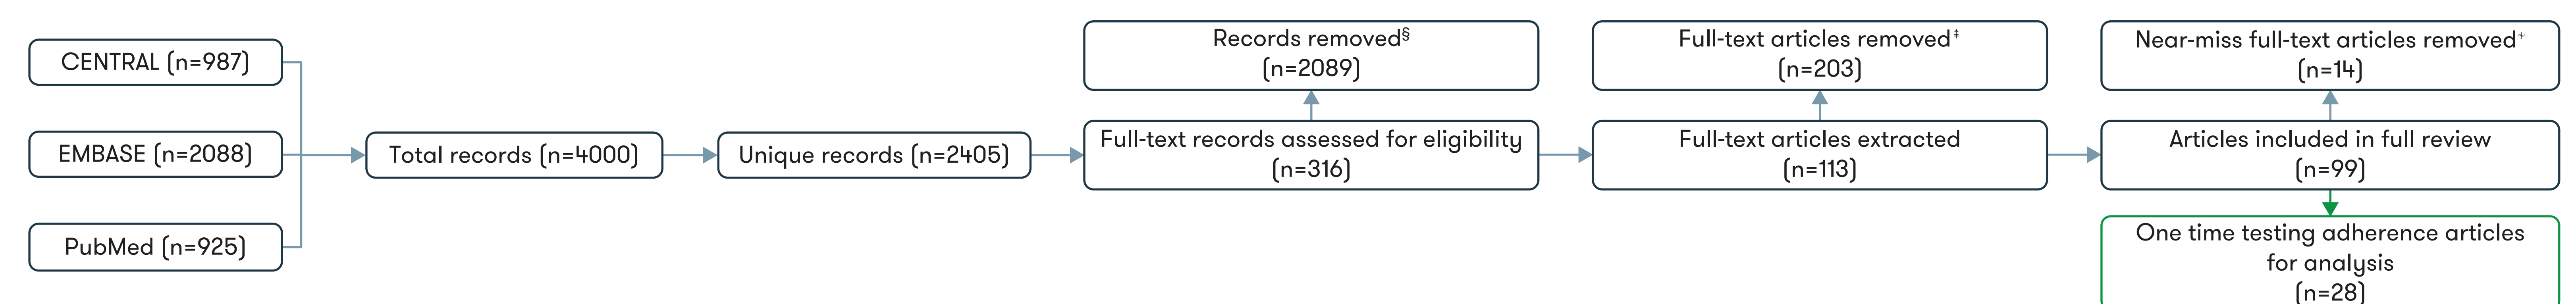 CENTRAL (n=987)
EMBASE (n=2088)
PubMed (n=925)
Total records (n=4000)
Unique records (n=2405)
Records removed§
(n=2089)
Full-text records assessed for eligibility
(n=316)
Full-text articles removed‡
(n=203)
Full-text articles extracted
(n=113)
Near-miss full-text articles removed⍭
(n=14)
Articles included in full review
(n=99)
One time testing adherence articles
for analysis
(n=28)